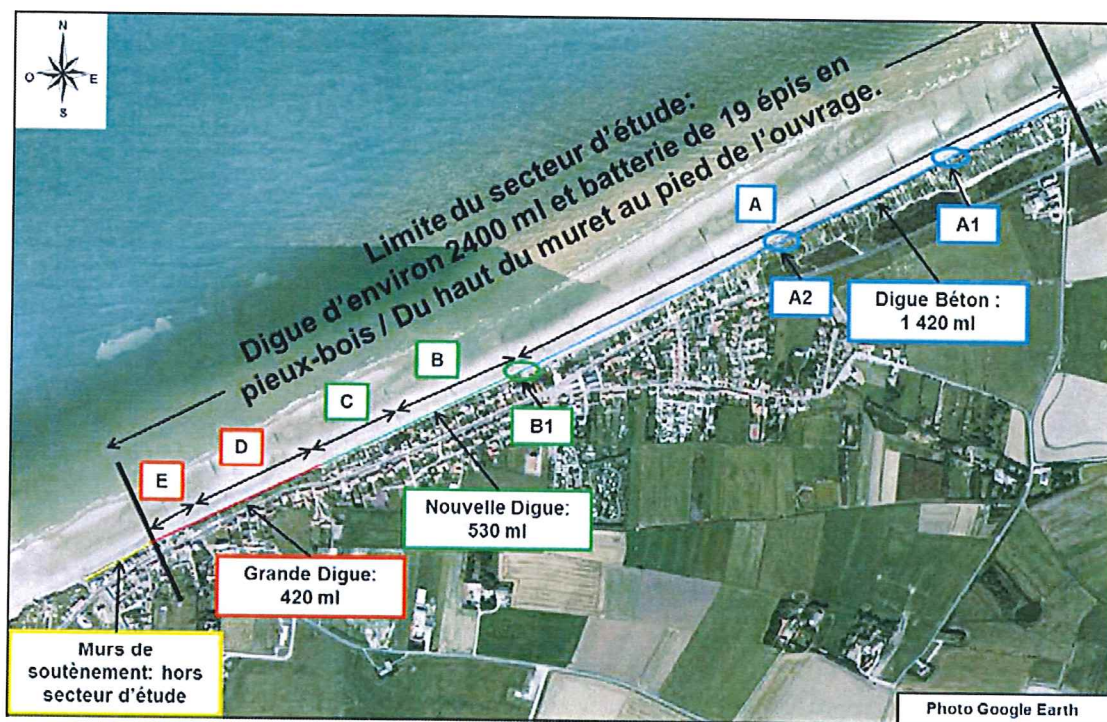 N
O
E
S
Limite du secteur d'étude:
Digue d'environ 2400 ml et batterie de 19 épis en
pieux-bois / Du haut du muret au pied de l'ouvrage.
A
A1
A2
Digue Béton :
1 420 ml
B
C
B1
D
E
Nouvelle Digue:
530 ml
Grande Digue:
420 ml
Murs de
soutènement: hors
secteur d'étude
Photo Google Earth